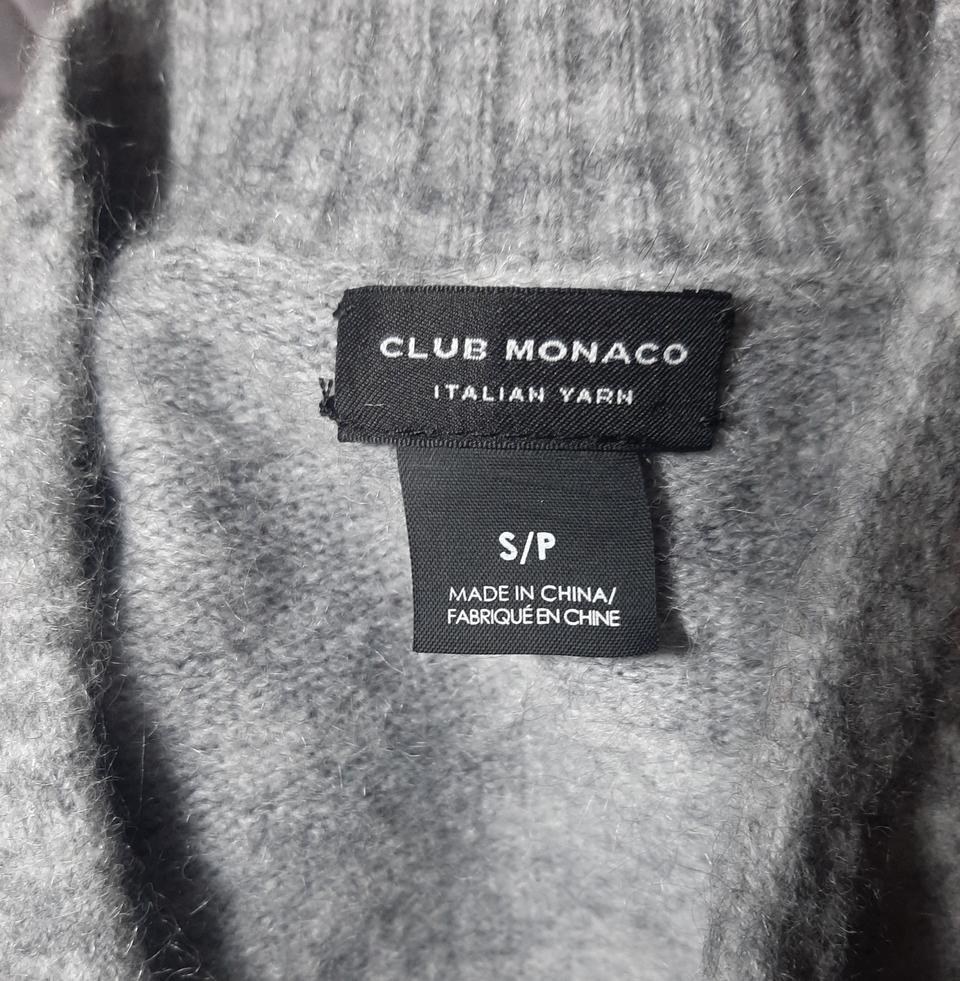 CLUB MONACO
ITALIAN YARN
S/P
MADE IN CHINA/
FABRIQUÉ EN CHINE